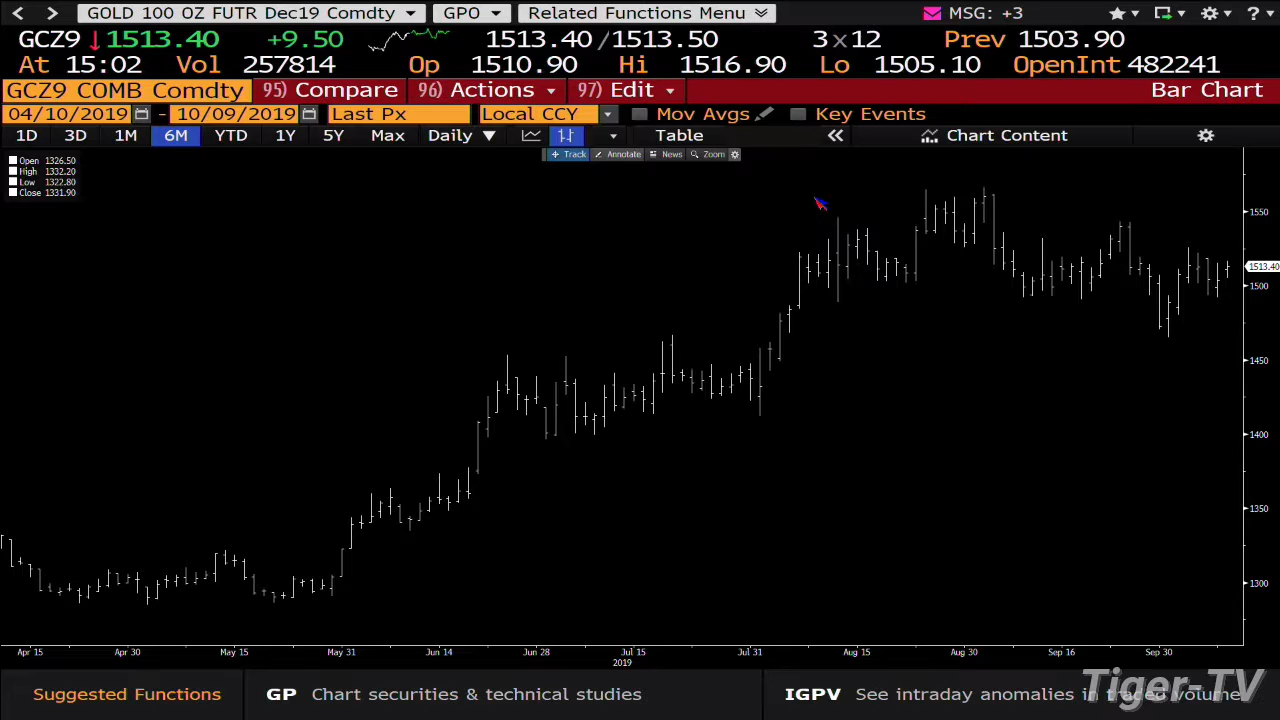 GOLD 100 OZ FUTR Dec19 Comdty GPO Related Functions Menu MSG: +3 ?
GCZ9 ↓1513.40 +9.50 1513.40/1513.50 3×12 Prev 1503.90
At 15:02 Vol 257814 Op 1510.90 Hi 1516.90 Lo 1505.10 OpenInt 482241
GCZ9 COMB Comdty 95) Compare 96) Actions 97) Edit Bar Chart
04/10/2019 - 10/09/2019 Last Px Local CCY Mov Avgs Key Events
1D 3D 1M 6M YTD 1Y 5Y Max Daily ▼ Table « Chart Content
Track Annotate News Zoom
Open 1326.50
High 1332.20
Low 1322.80
Close 1331.90
1550
1513.40
1500
1450
1400
1350
1300
Apr 15 Apr 30 May 15 May 31 Jun 14 Jun 28 Jul 15 Jul 31 Aug 15 Aug 30 Sep 16 Sep 30
2019
Suggested Functions GP Chart securities & technical studies IGPV See intraday anomalies in traded volume
Tiger-TV